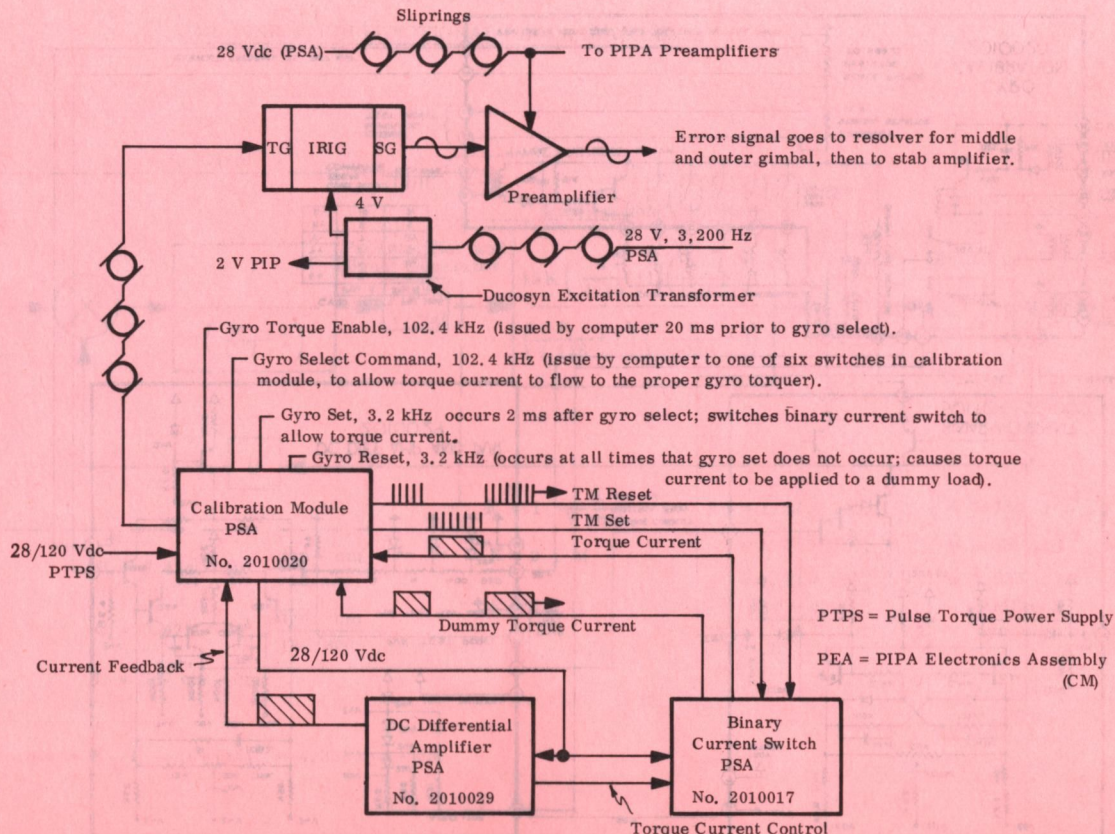 Sliprings
28 Vdc (PSA)
To PIPA Preamplifiers
TG IRIG SG
Error signal goes to resolver for middle
and outer gimbal, then to stab amplifier.
Preamplifier
4 V
28 V, 3,200 Hz
PSA
2 V PIP
Ducosyn Excitation Transformer
Gyro Torque Enable, 102.4 kHz (issued by computer 20 ms prior to gyro select).
Gyro Select Command, 102.4 kHz (issue by computer to one of six switches in calibration
module, to allow torque current to flow to the proper gyro torquer).
Gyro Set, 3.2 kHz occurs 2 ms after gyro select; switches binary current switch to
allow torque current.
Gyro Reset, 3.2 kHz (occurs at all times that gyro set does not occur; causes torque
current to be applied to a dummy load).
Calibration Module
PSA
No. 2010020
TM Reset
TM Set
Torque Current
28/120 Vdc
PTPS
Dummy Torque Current
PTPS = Pulse Torque Power Supply
PEA = PIPA Electronics Assembly
(CM)
Current Feedback
28/120 Vdc
DC Differential
Amplifier
PSA
No. 2010029
Binary
Current Switch
PSA
No. 2010017
Torque Current Control